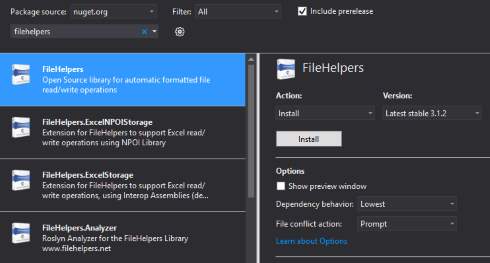 Package source: nuget.org Filter: All Include prerelease
filehelpers
FileHelpers
Open Source library for automatic formatted file
read/write operations
FileHelpers.ExcelNPOIStorage
Extension for FileHelpers to support Excel read/
write operations using NPOI Library
FileHelpers.ExcelStorage
Extension for FileHelpers to support Excel read/
write operations, using Interop Assemblies (de...
FileHelpers.Analyzer
Roslyn Analyzer for the FileHelpers Library
www.filehelpers.net
FileHelpers
Action: Version:
Install Latest stable 3.1.2
Install
Options
Show preview window
Dependency behavior: Lowest
File conflict action: Prompt
Learn about Options